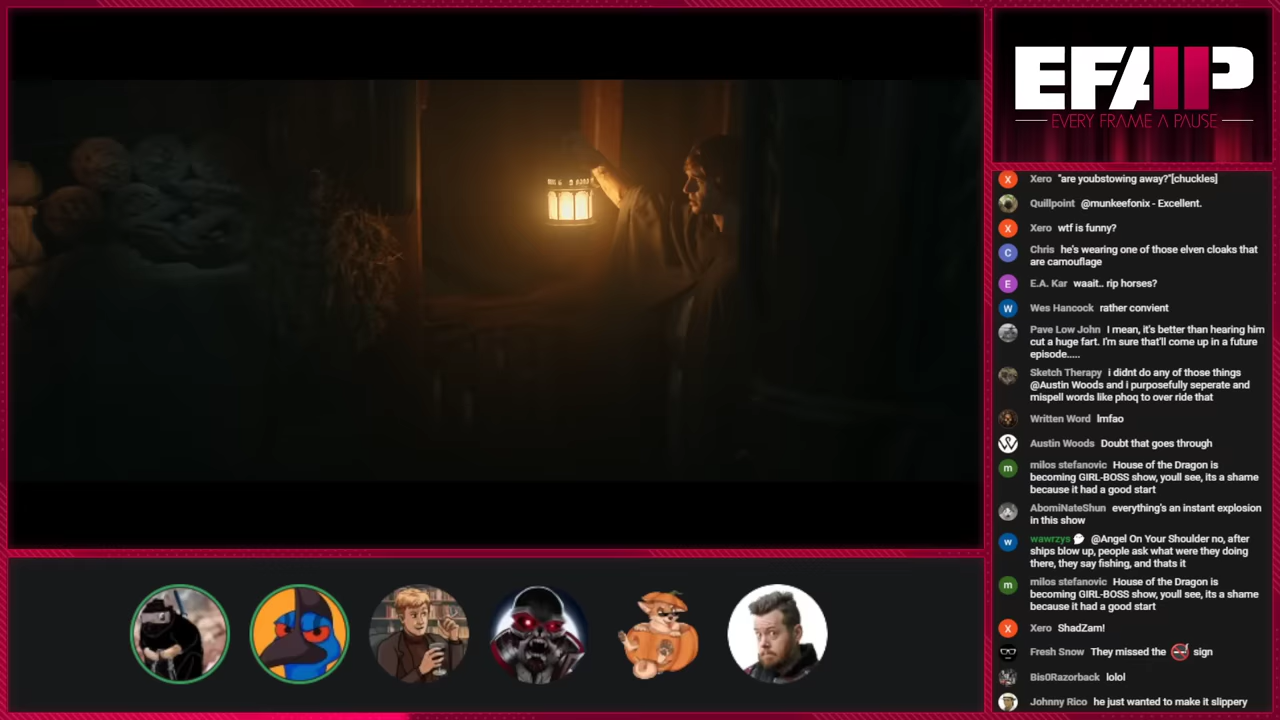 EFAP
EVERY FRAME A PAUSE
X Xero "are youbstowing away?"[chuckles]
Quillpoint @munkeefonix - Excellent.
X Xero wtf is funny?
C Chris he's wearing one of those elven cloaks that
are camouflage
E E.A. Kar waait.. rip horses?
W Wes Hancock rather convient
Pave Low John I mean, it's better than hearing him
cut a huge fart. I'm sure that'll come up in a future
episode.....
Sketch Therapy i didnt do any of those things
@Austin Woods and i purposefully seperate and
mispell words like phoq to over ride that
Written Word lmfao
Austin Woods Doubt that goes through
m milos stefanovic House of the Dragon is
becoming GIRL-BOSS show, youll see, its a shame
because it had a good start
AbomiNateShun everything's an instant explosion
in this show
w wawrzys @Angel On Your Shoulder no, after
ships blow up, people ask what were they doing
there, they say fishing, and thats it
m milos stefanovic House of the Dragon is
becoming GIRL-BOSS show, youll see, its a shame
because it had a good start
X Xero ShadZam!
Fresh Snow They missed the sign
Bis0Razorback lolol
Johnny Rico he just wanted to make it slippery